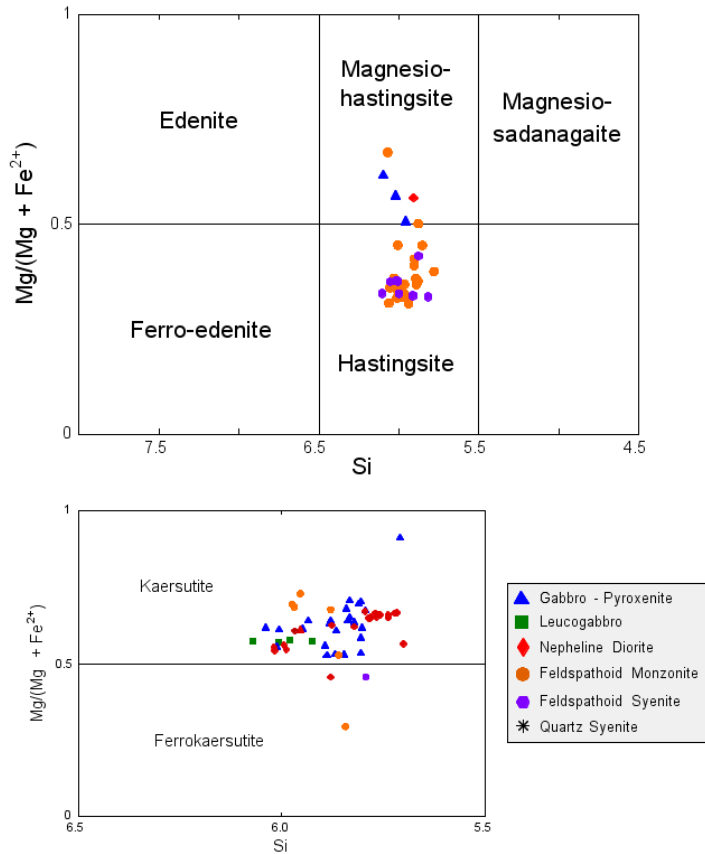 1
Magnesio-
hastingsite
Magnesio-
sadanagaite
Edenite
Mg/(Mg + Fe2+)
0.5
Ferro-edenite
Hastingsite
0
7.5
6.5
5.5
4.5
Si
1
Kaersutite
Mg/(Mg + Fe2+)
0.5
Ferrokaersutite
0
6.5
6.0
5.5
Si
Gabbro - Pyroxenite
Leucogabbro
Nepheline Diorite
Feldspathoid Monzonite
Feldspathoid Syenite
Quartz Syenite